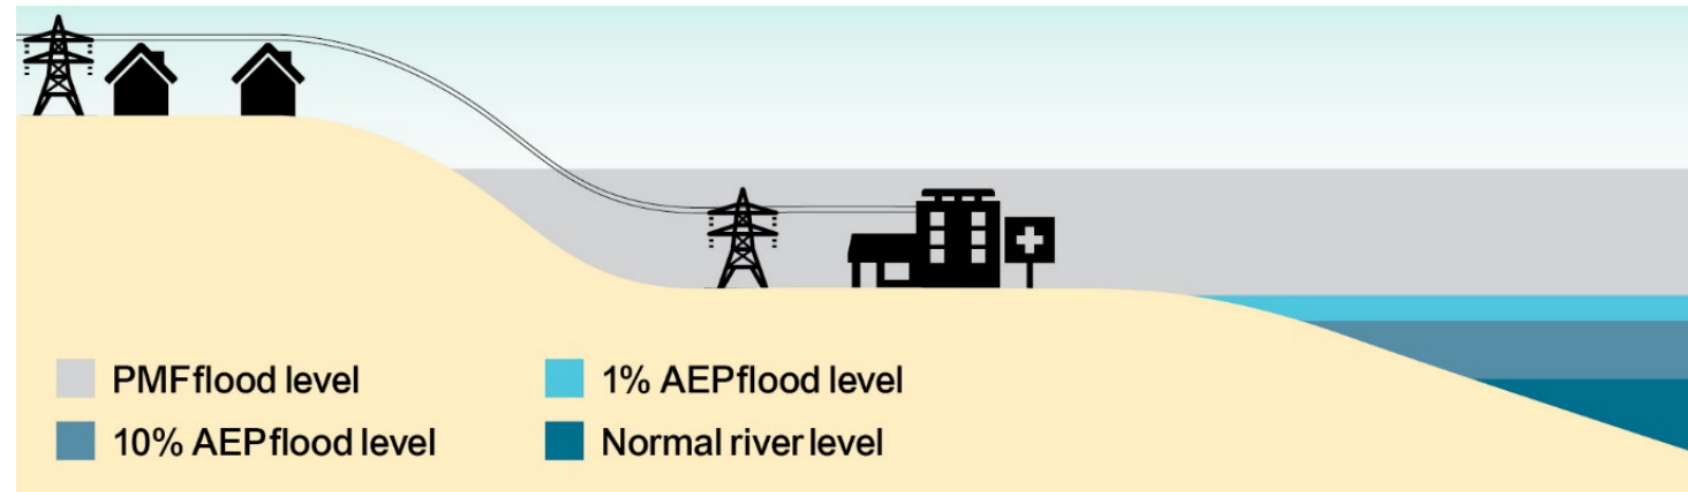 PMF flood level
1% AEP flood level
10% AEP flood level
Normal river level